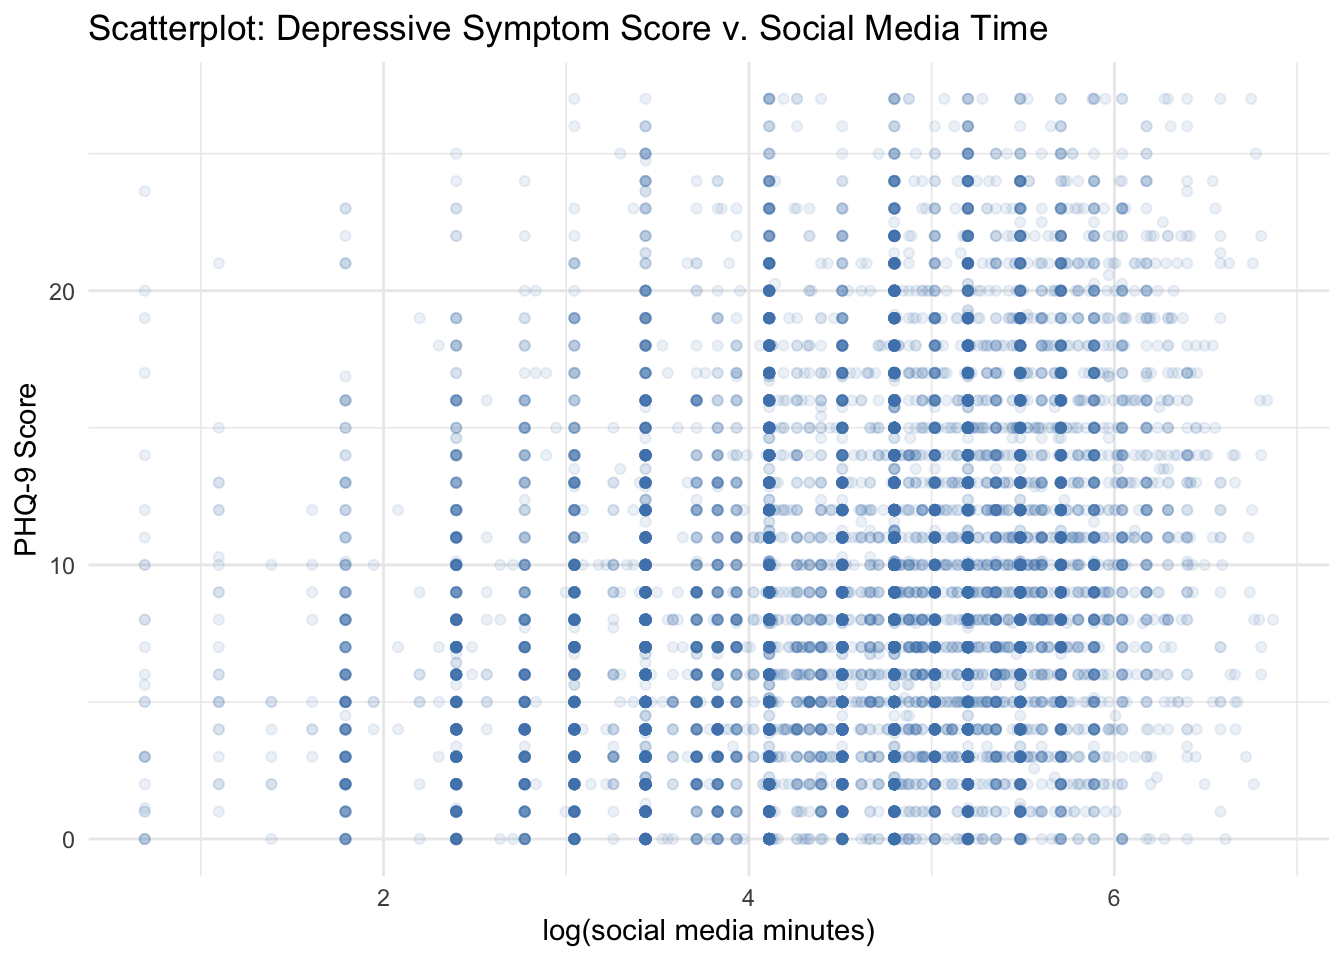 Scatterplot: Depressive Symptom Score v. Social Media Time
PHQ-9 Score
20
10
0
2 4 6
log(social media minutes)